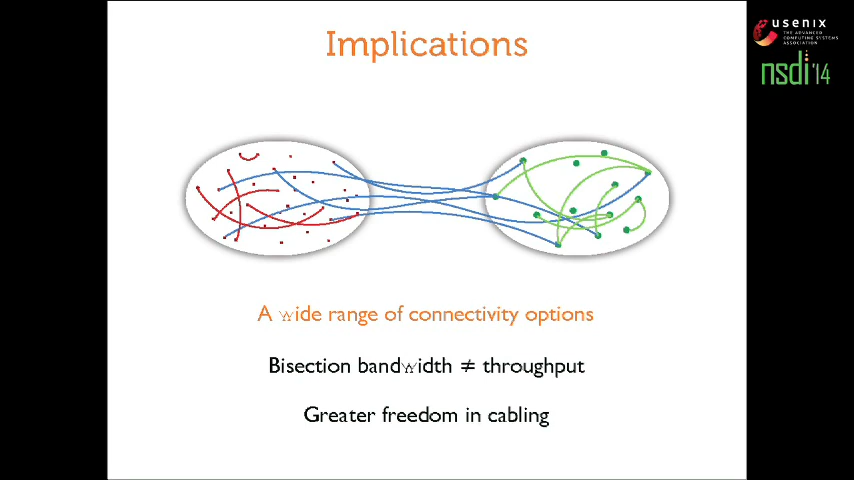 Implications
usenix
THE ADVANCED
COMPUTING SYSTEMS
ASSOCIATION
nsdi '14
A wide range of connectivity options
Bisection bandwidth ≠ throughput
Greater freedom in cabling